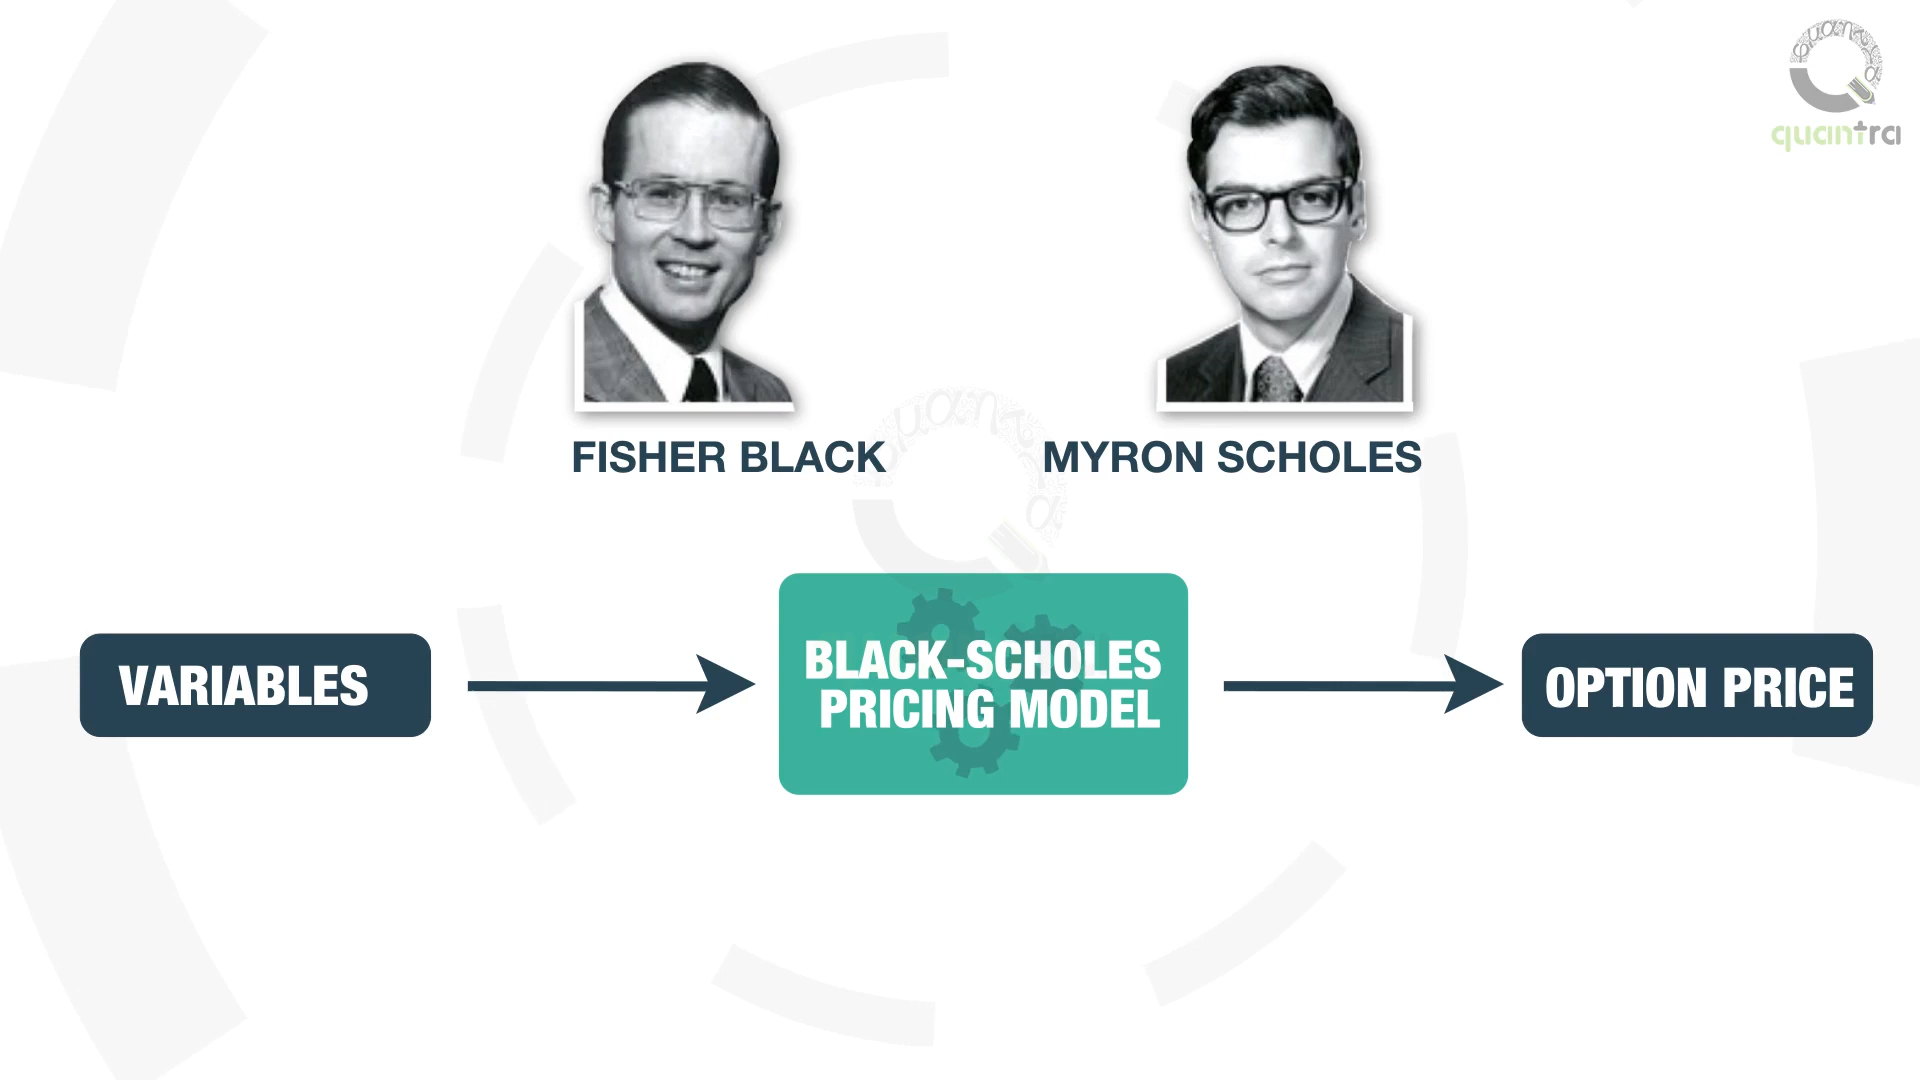 quantra
FISHER BLACK
MYRON SCHOLES
VARIABLES
BLACK-SCHOLES
PRICING MODEL
OPTION PRICE